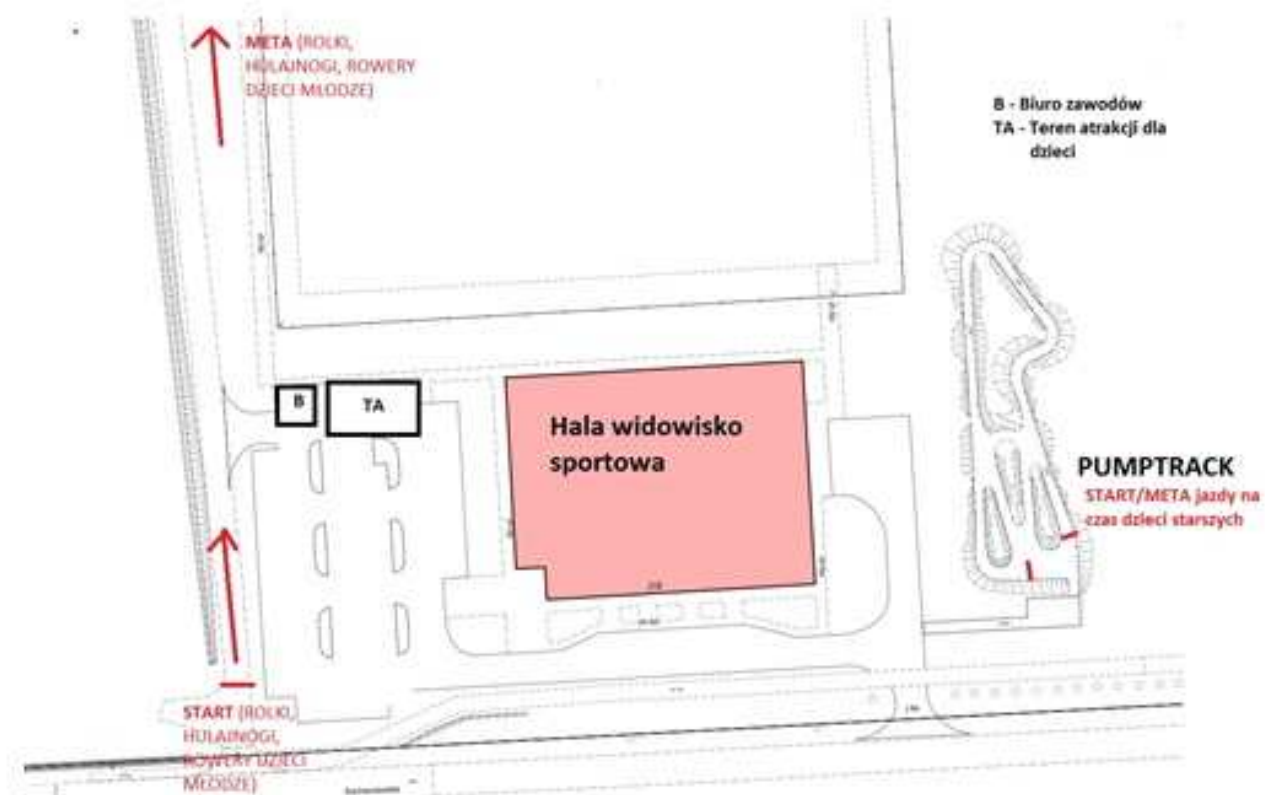 META (ROLKI,
HULAJNOGI, ROWERY
DZIECI MŁODZE)
B - Biuro zawodów
TA - Teren atrakcji dla
dzieci
B
TA
Hala widowisko
sportowa
PUMPTRACK
START/META jazdy na
czas dzieci starszych
START (ROLKI,
HULAJNOGI,
ROWERY DZIECI
MŁODZE)